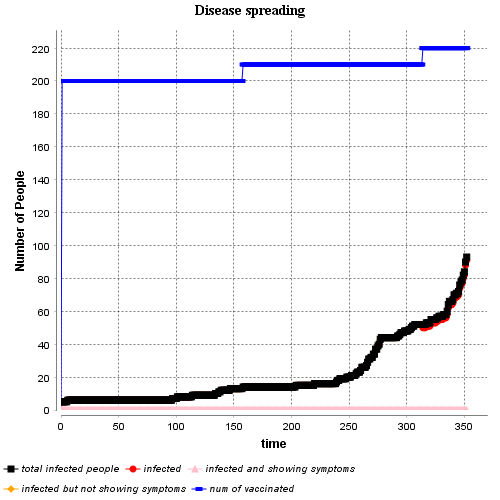 Disease spreading
Number of People
220
200
180
160
140
120
100
80
60
40
20
0
0 50 100 150 200 250 300 350
time
total infected people infected infected and showing symptoms
infected but not showing symptoms num of vaccinated